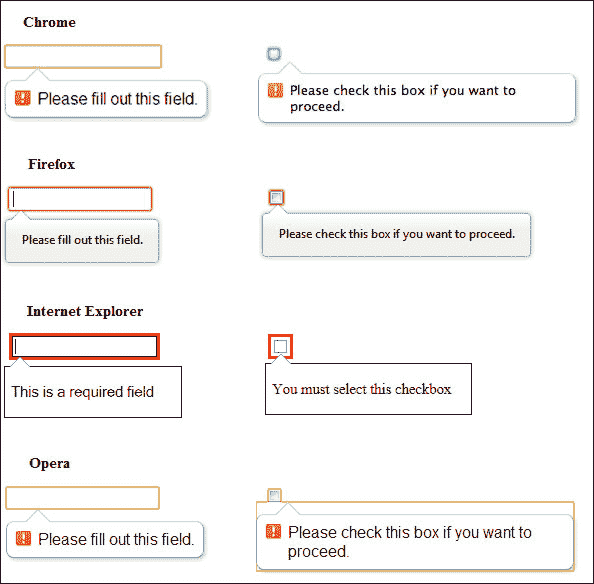 Chrome
Please fill out this field.
Please check this box if you want to
proceed.
Firefox
Please fill out this field.
Please check this box if you want to proceed.
Internet Explorer
This is a required field
You must select this checkbox
Opera
Please fill out this field.
Please check this box if you want to
proceed.